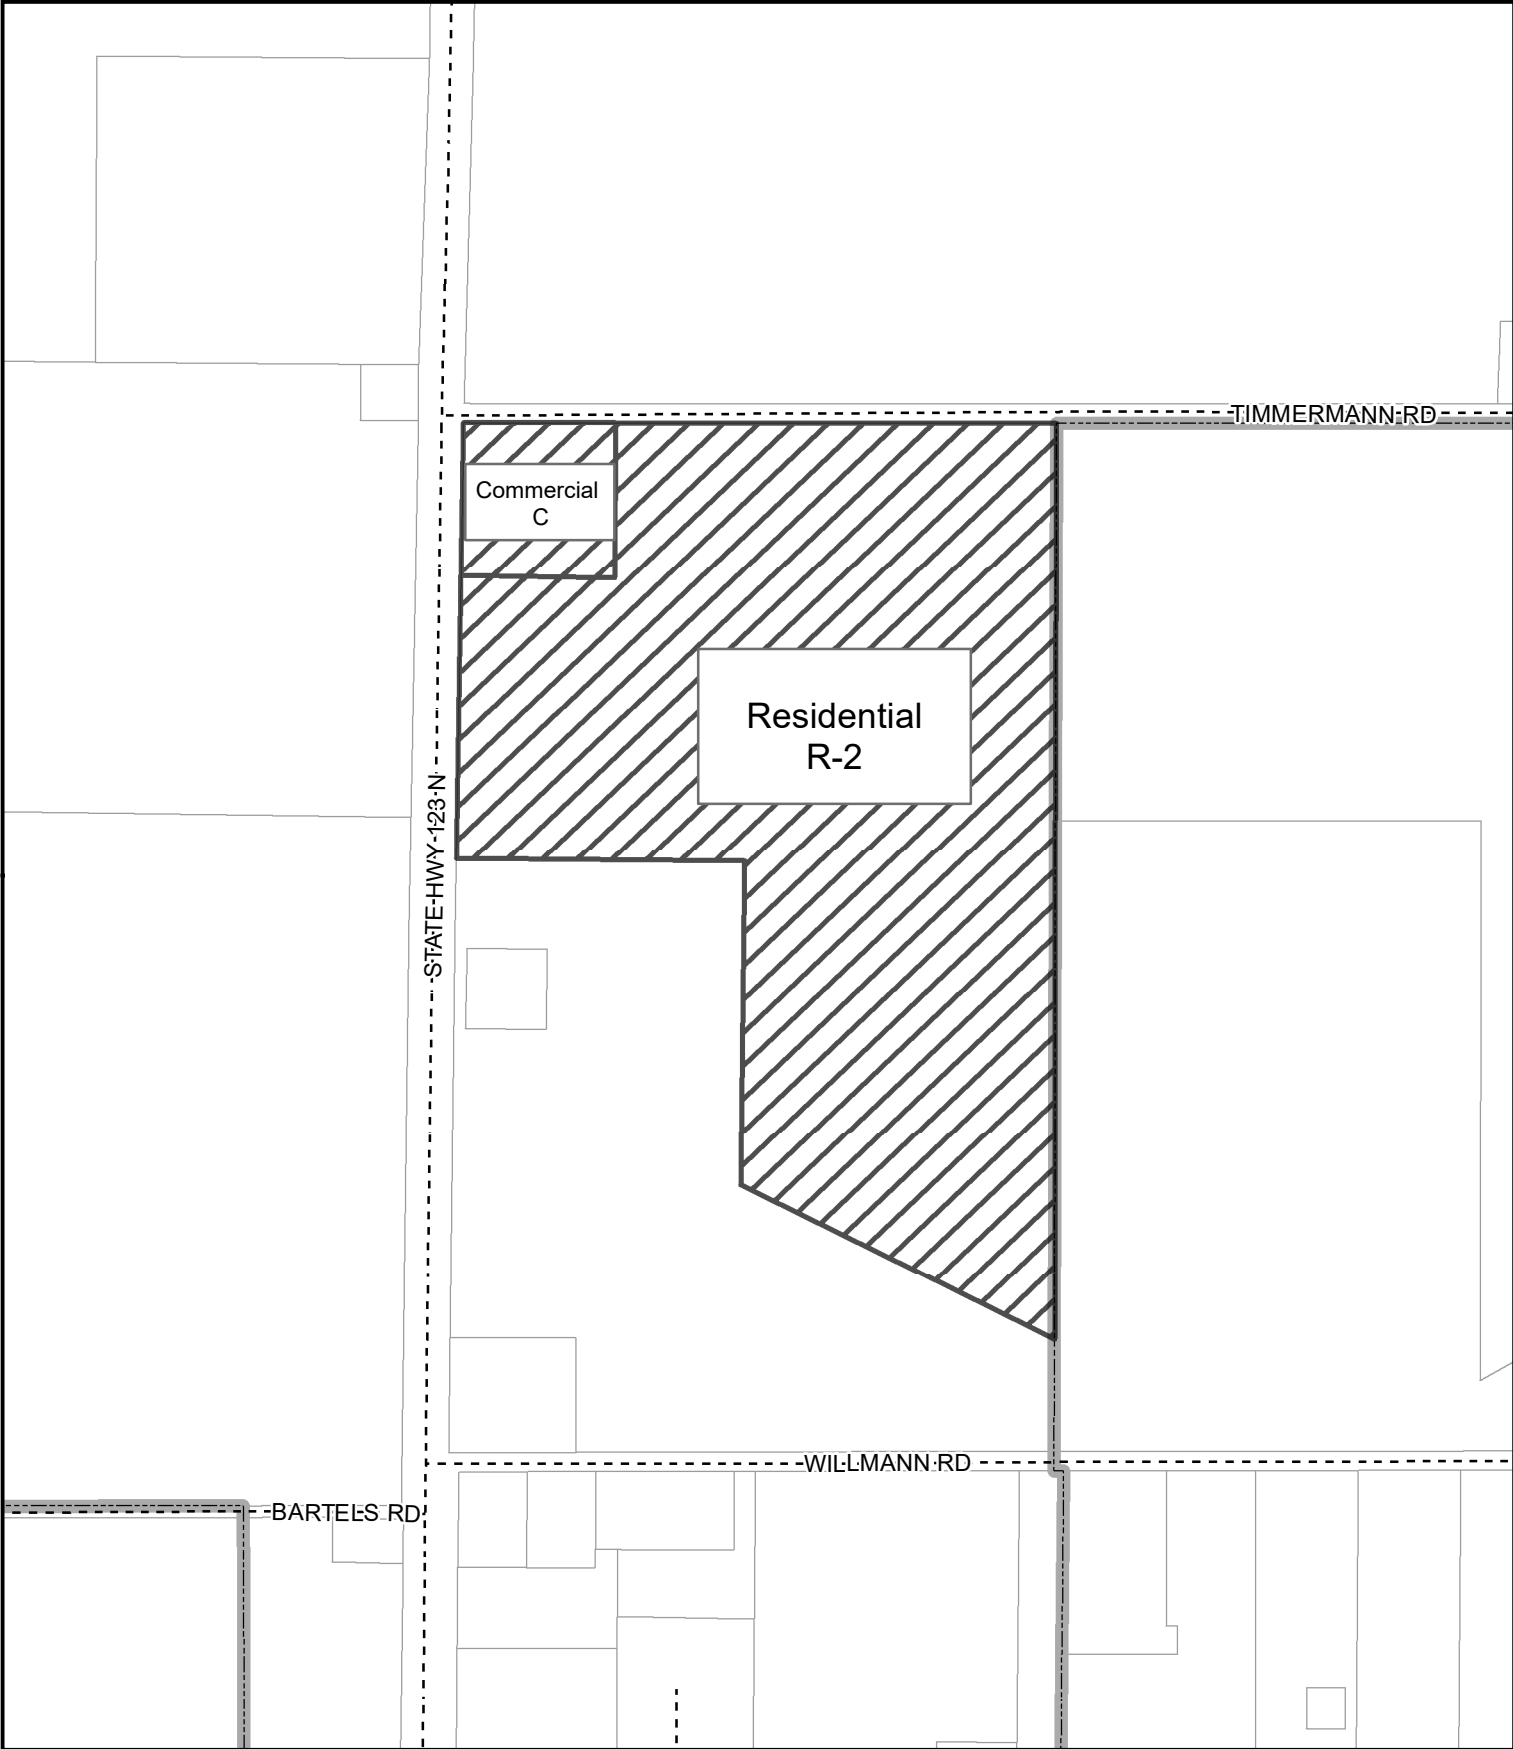 TIMMERMANN RD
Commercial
C
Residential
R-2
STATE HWY 123 N
WILLMANN RD
BARTELS RD